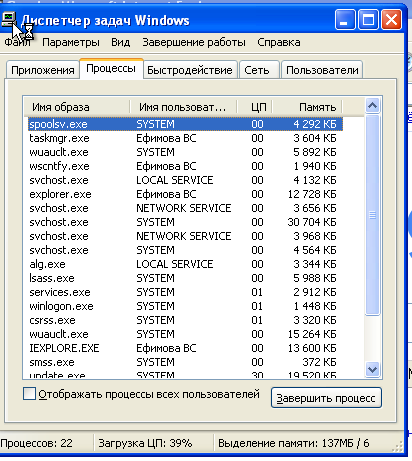 Диспетчер задач Windows
Файл Параметры Вид Завершение работы Справка
Приложения Процессы Быстродействие Сеть Пользователи
Имя образа Имя пользоват... ЦП Память
spoolsv.exe SYSTEM 00 4 292 КБ
taskmgr.exe Ефимова ВС 00 3 604 КБ
wuauclt.exe SYSTEM 00 5 892 КБ
wscntfy.exe Ефимова ВС 00 1 940 КБ
svchost.exe LOCAL SERVICE 00 4 132 КБ
explorer.exe Ефимова ВС 00 12 728 КБ
svchost.exe NETWORK SERVICE 00 3 656 КБ
svchost.exe SYSTEM 00 30 704 КБ
svchost.exe NETWORK SERVICE 00 3 968 КБ
svchost.exe SYSTEM 00 4 564 КБ
alg.exe LOCAL SERVICE 00 3 344 КБ
lsass.exe SYSTEM 00 5 988 КБ
services.exe SYSTEM 01 2 912 КБ
winlogon.exe SYSTEM 01 1 448 КБ
csrss.exe SYSTEM 01 3 320 КБ
wuauclt.exe SYSTEM 00 15 264 КБ
IEXPLORE.EXE Ефимова ВС 00 13 600 КБ
smss.exe SYSTEM 00 372 КБ
update.exe SYSTEM 30 19 520 КБ
Отображать процессы всех пользователей
Завершить процесс
Процессов: 22 Загрузка ЦП: 39% Выделение памяти: 137МБ / 6